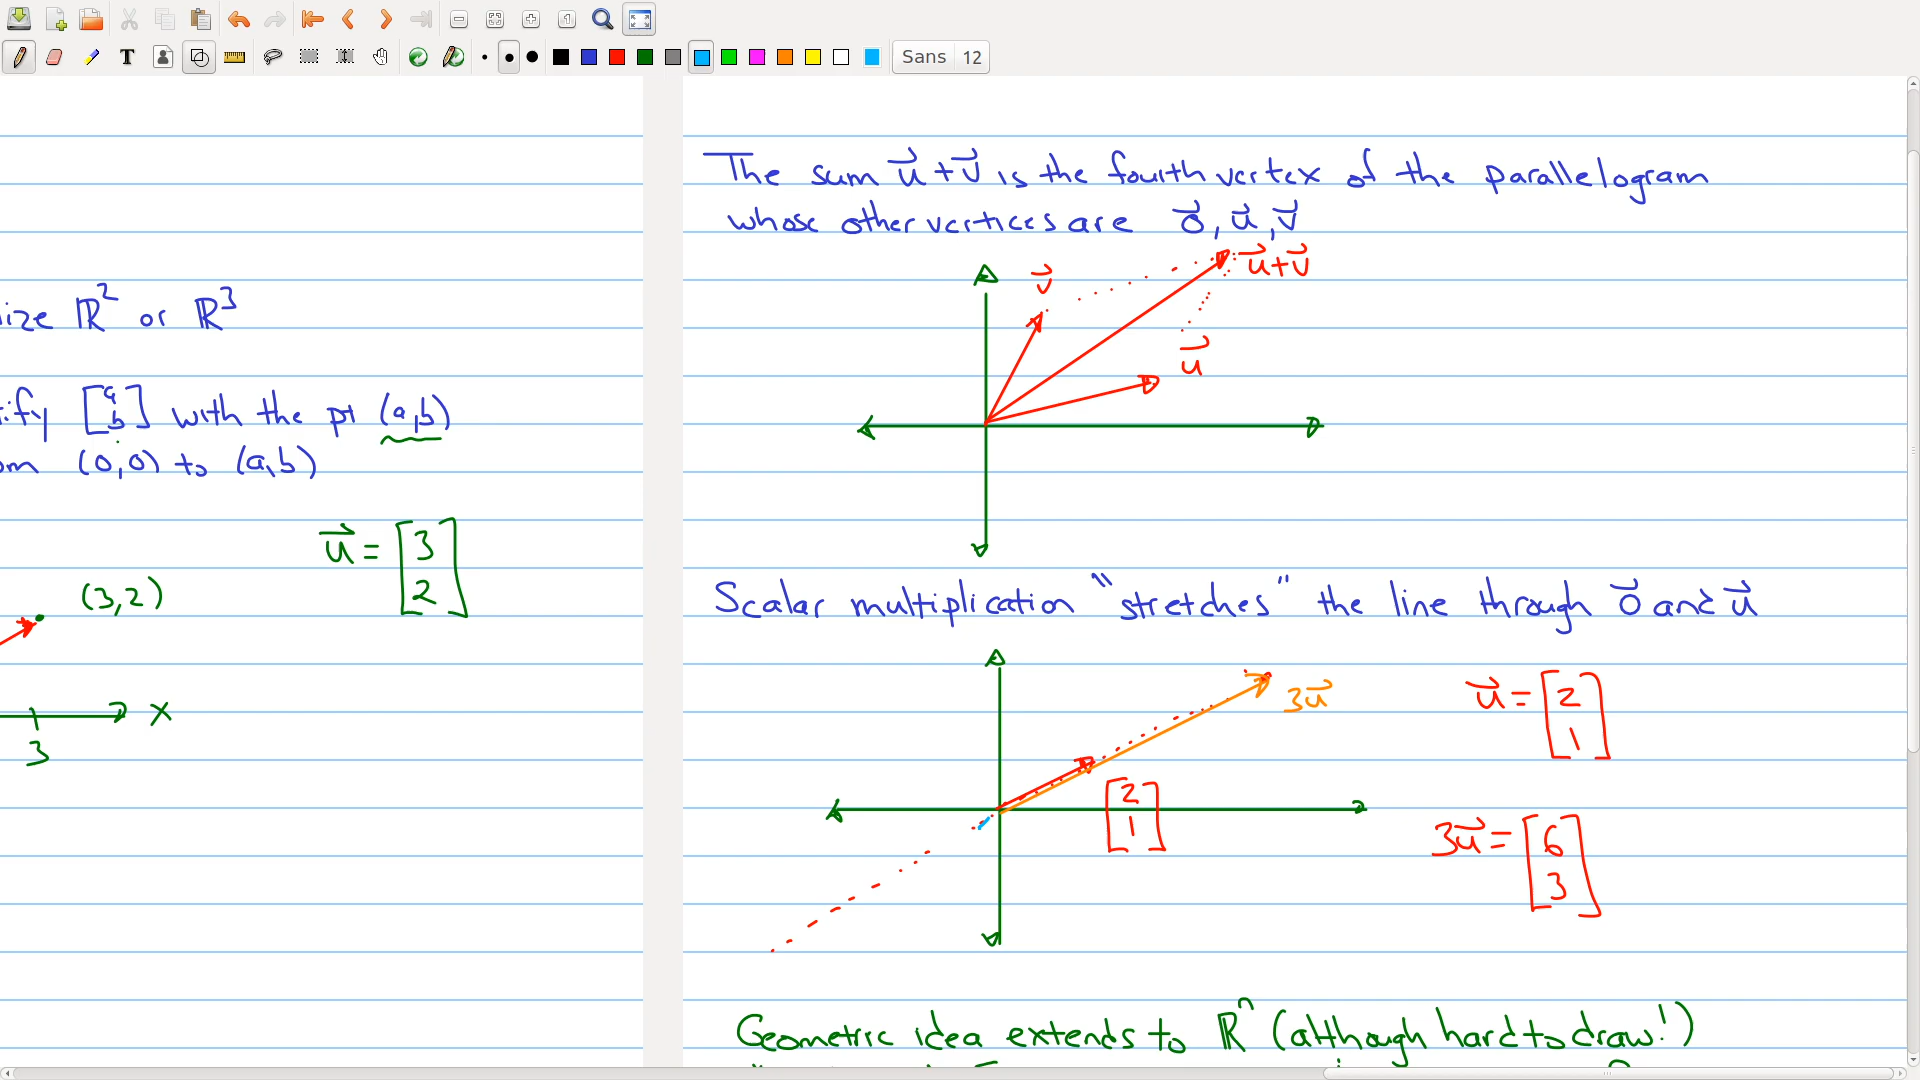 Sans 12
ize ℝ² or ℝ³
ify [a b] with the pt (a,b)
om (0,0) to (a,b)
u⃗ = [3 2]
(3,2)
x
3
The sum u⃗+v⃗ is the fourth vertex of the parallelogram
whose other vertices are 0⃗, u⃗, v⃗
v⃗
u⃗+v⃗
u⃗
Scalar multiplication "stretches" the line through 0⃗ and u⃗
3u⃗
u⃗ = [2 1]
[2 1]
3u⃗ = [6 3]
Geometric idea extends to ℝⁿ (although hard to draw!)